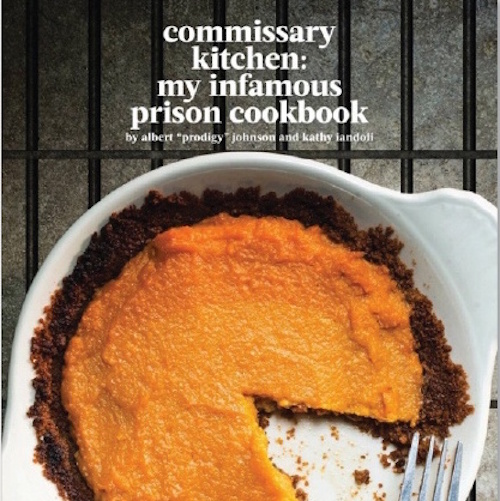 commissary
kitchen:
my infamous
prison cookbook
by albert “prodigy” johnson and kathy iandoli